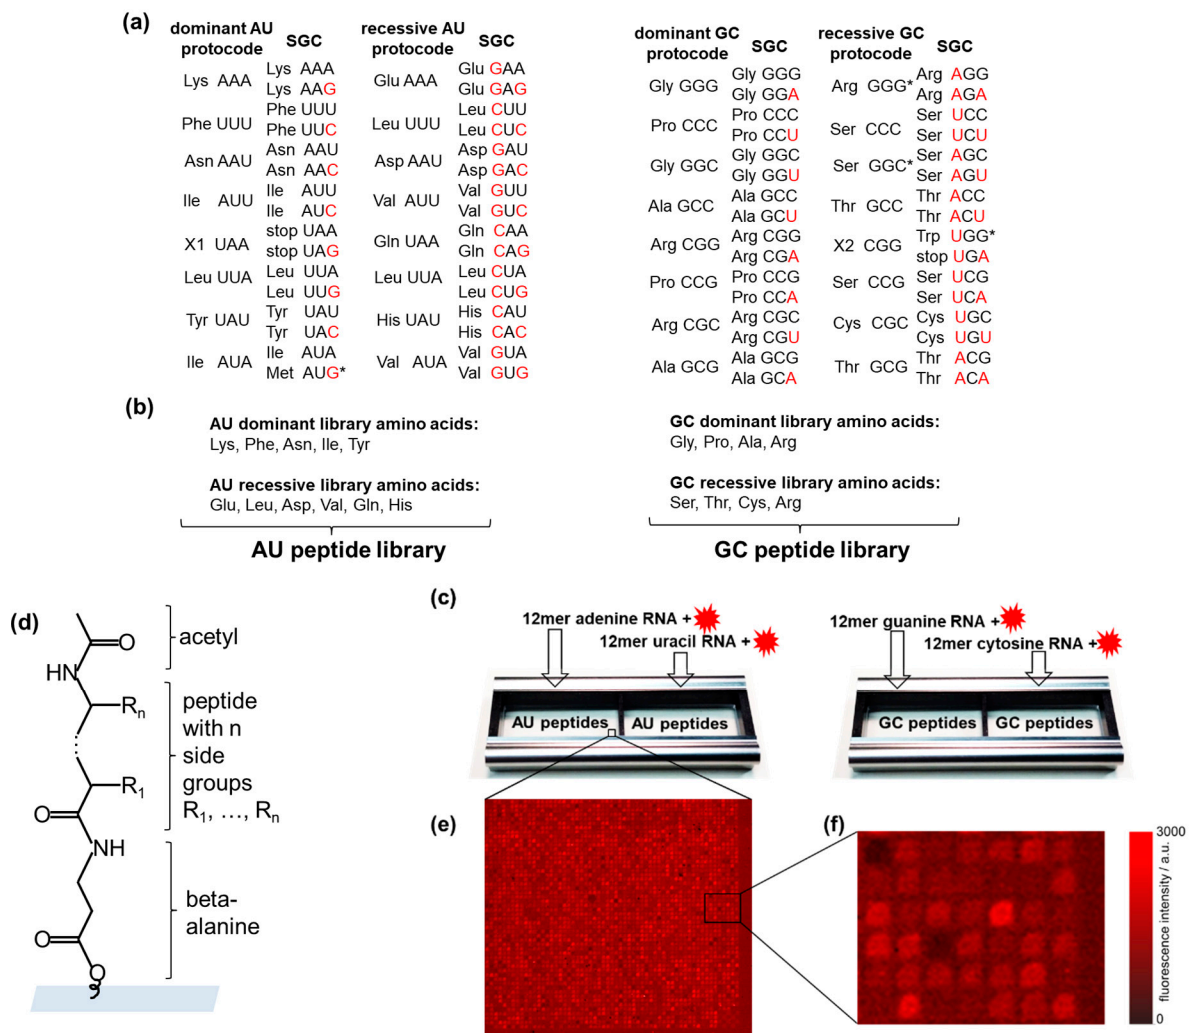 (a)
dominant AU
protocode
SGC
Lys AAA
Lys AAA
Lys AAG
Phe UUU
Phe UUU
Phe UUC
Asn AAU
Asn AAU
Asn AAC
Ile AUU
Ile AUU
Ile AUC
X1 UAA
stop UAA
stop UAG
Leu UUA
Leu UUA
Leu UUG
Tyr UAU
Tyr UAU
Tyr UAC
Ile AUA
Ile AUA
Met AUG*
recessive AU
protocode
SGC
Glu AAA
Glu GAA
Glu GAG
Leu UUU
Leu CUU
Leu CUC
Asp AAU
Asp GAU
Asp GAC
Val AUU
Val GUU
Val GUC
Gln UAA
Gln CAA
Gln CAG
Leu UUA
Leu CUA
Leu CUG
His UAU
His CAU
His CAC
Val AUA
Val GUA
Val GUG
dominant GC
protocode
SGC
Gly GGG
Gly GGG
Gly GGA
Pro CCC
Pro CCC
Pro CCU
Gly GGC
Gly GGC
Gly GGU
Ala GCC
Ala GCC
Ala GCU
Arg CGG
Arg CGG
Arg CGA
Pro CCG
Pro CCG
Pro CCA
Arg CGC
Arg CGC
Arg CGU
Ala GCG
Ala GCG
Ala GCA
recessive GC
protocode
SGC
Arg GGG*
Arg AGG
Arg AGA
Ser CCC
Ser UCC
Ser UCU
Ser GGC*
Ser AGC
Ser AGU
Thr GCC
Thr ACC
Thr ACU
X2 CGG
Trp UGG*
stop UGA
Ser CCG
Ser UCG
Ser UCA
Cys CGC
Cys UGC
Cys UGU
Thr GCG
Thr ACG
Thr ACA
(b)
AU dominant library amino acids:
Lys, Phe, Asn, Ile, Tyr
AU recessive library amino acids:
Glu, Leu, Asp, Val, Gln, His
AU peptide library
GC dominant library amino acids:
Gly, Pro, Ala, Arg
GC recessive library amino acids:
Ser, Thr, Cys, Arg
GC peptide library
(c)
12mer adenine RNA +
12mer uracil RNA +
AU peptides
AU peptides
12mer guanine RNA +
12mer cytosine RNA +
GC peptides
GC peptides
(d)
O
HN
Rn
R1
O
NH
O
O
acetyl
peptide
with n
side
groups
R1, …, Rn
beta-
alanine
(e)
(f)
3000
fluorescence intensity / a.u.
0